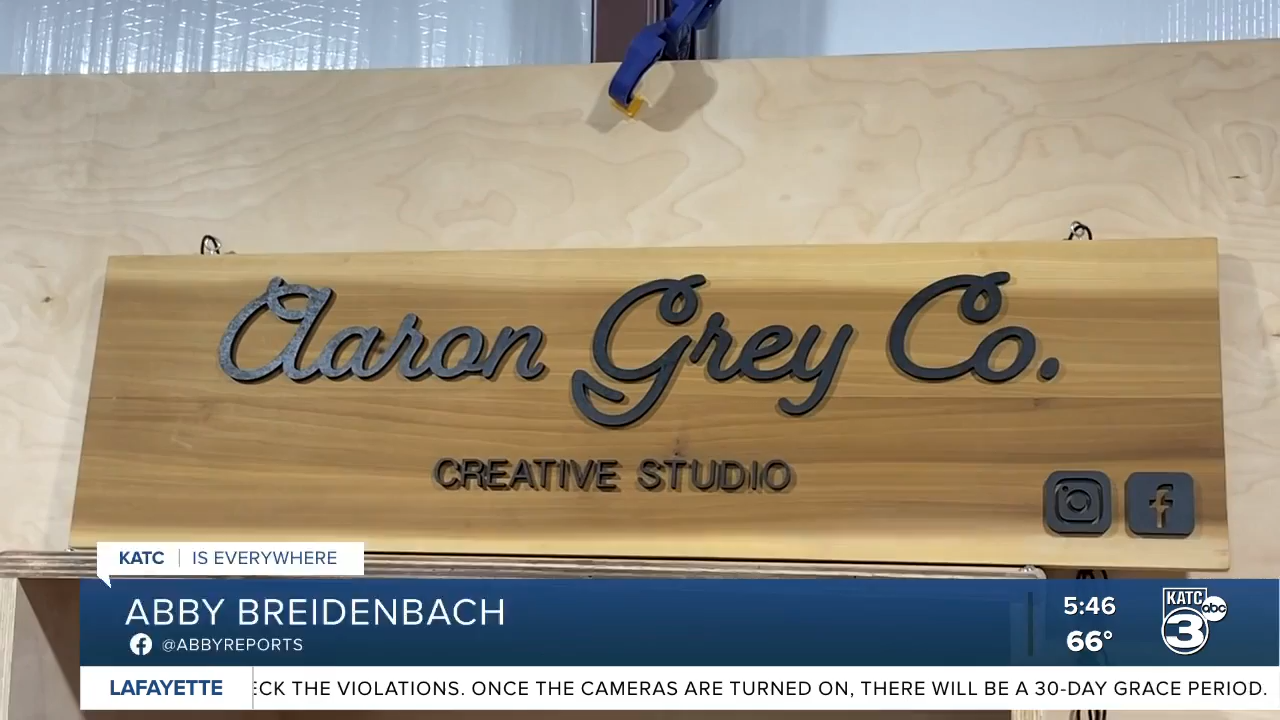 Aaron Grey Co.
CREATIVE STUDIO
KATC IS EVERYWHERE
ABBY BREIDENBACH
@ABBYREPORTS
5:46
66°
KATC
abc
3
LAFAYETTE
ECK THE VIOLATIONS. ONCE THE CAMERAS ARE TURNED ON, THERE WILL BE A 30-DAY GRACE PERIOD.